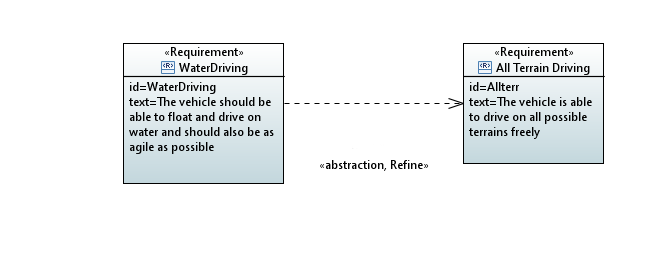 «Requirement»
«R» WaterDriving
id=WaterDriving
text=The vehicle should be
able to float and drive on
water and should also be as
agile as possible
«abstraction, Refine»
«Requirement»
«R» All Terrain Driving
id=Allterr
text=The vehicle is able
to drive on all possible
terrains freely